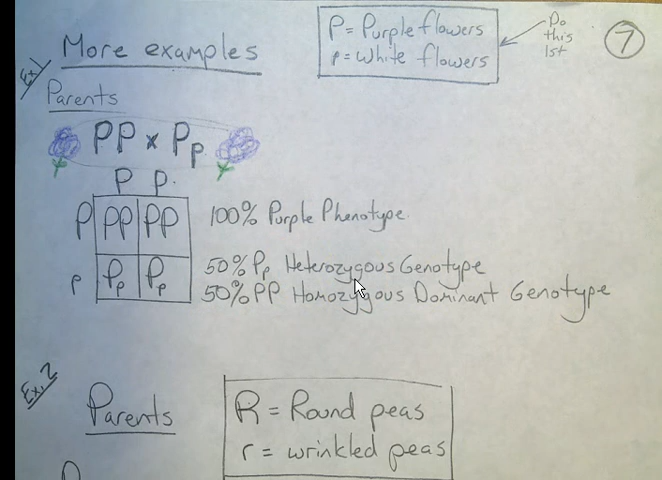 Ex. 1
More examples
P = Purple flowers
p = white flowers
Do
this
1st
7
Parents
PP x Pp
P P
P PP PP
p Pp Pp
100% Purple Phenotype.
50% Pp Heterozygous Genotype
50% PP Homozygous Dominant Genotype
Ex. 2
Parents
R = Round peas
r = wrinkled peas